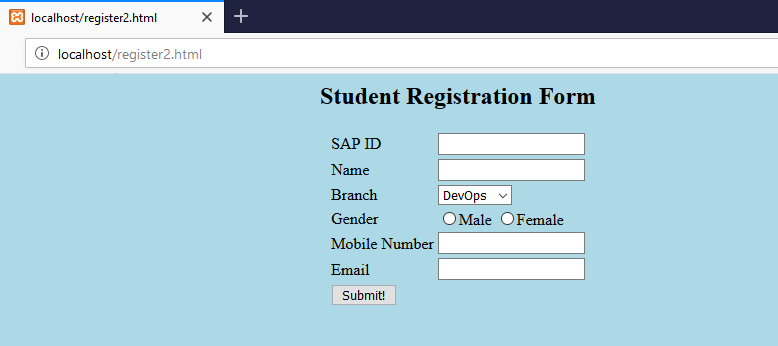 localhost/register2.html
localhost/register2.html
Student Registration Form
SAP ID
Name
Branch DevOps
Gender Male Female
Mobile Number
Email
Submit!